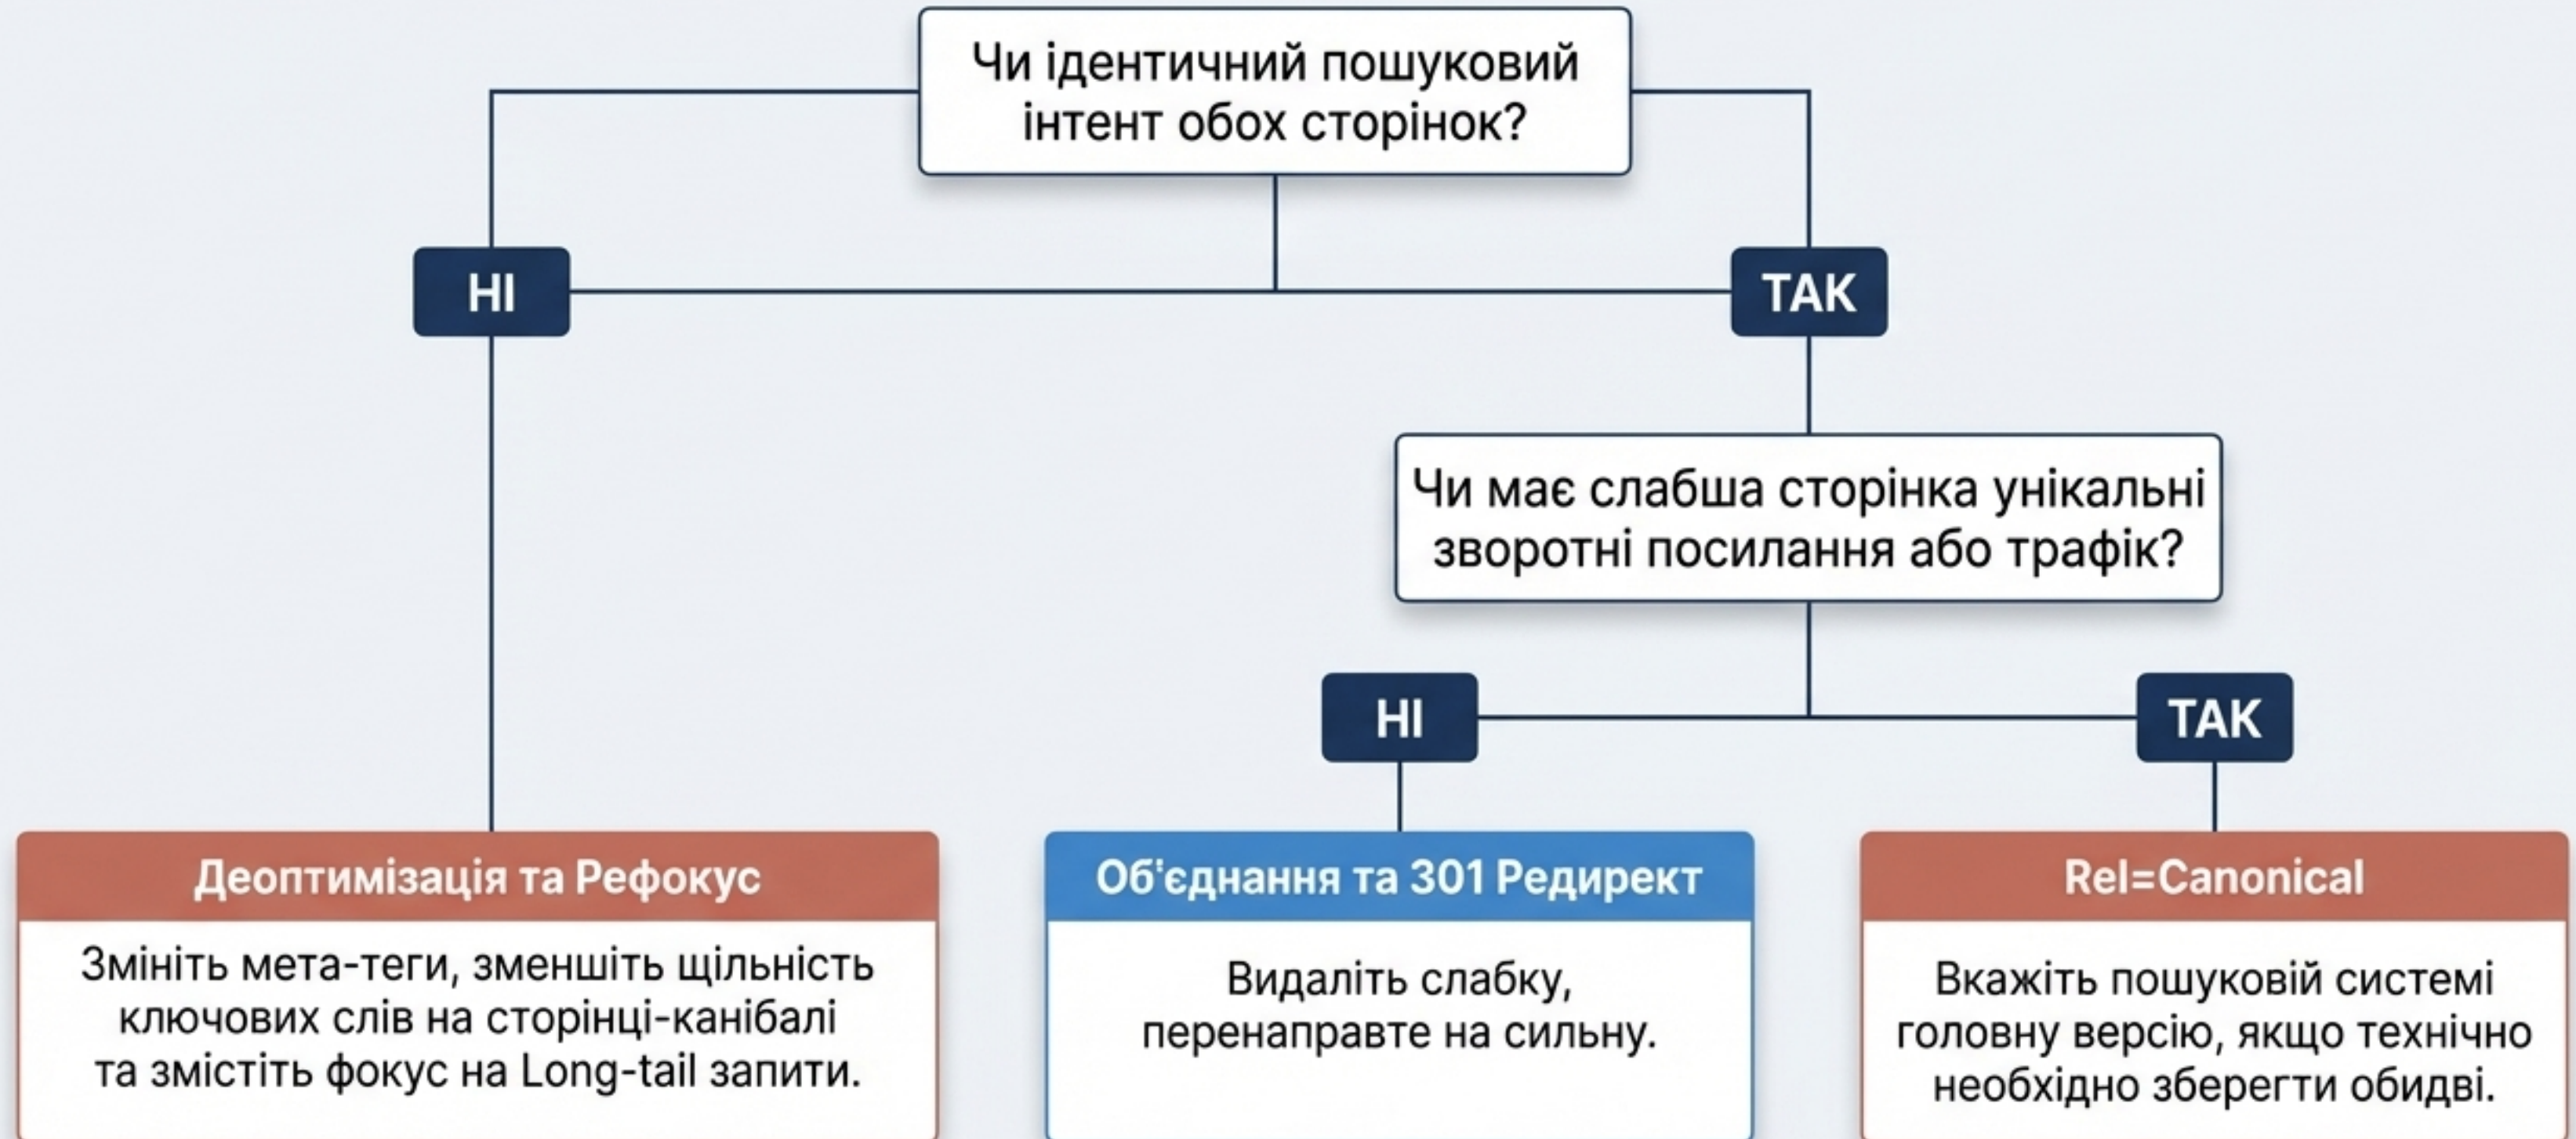 Чи ідентичний пошуковий
інтент обох сторінок?
НІ
ТАК
Чи має слабша сторінка унікальні
зворотні посилання або трафік?
НІ
ТАК
Деоптимізація та Рефокус
Змініть мета-теги, зменшіть щільність
ключових слів на сторінці-канібалі
та змістіть фокус на Long-tail запити.
Об'єднання та 301 Редирект
Видаліть слабку,
перенаправте на сильну.
Rel=Canonical
Вкажіть пошуковій системі
головну версію, якщо технічно
необхідно зберегти обидві.